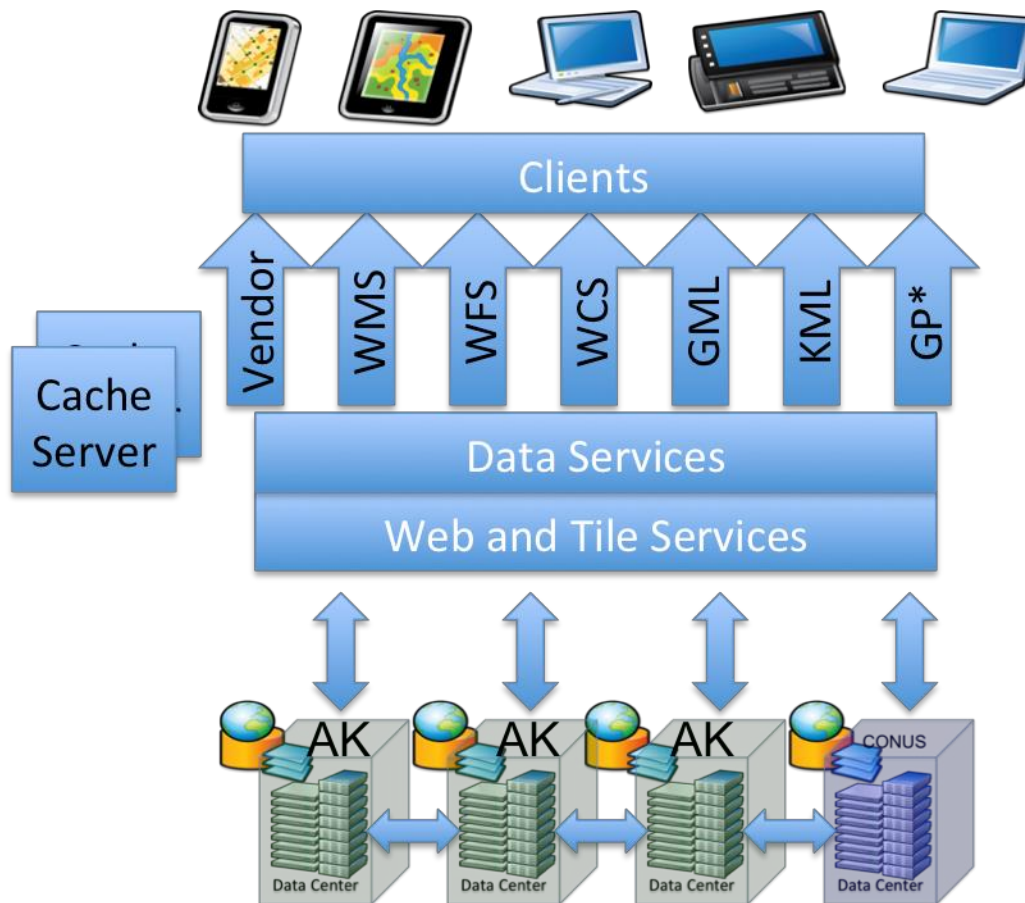 Clients
Vendor
WMS
WFS
WCS
GML
KML
GP*
Cache
Server
Data Services
Web and Tile Services
AK
AK
AK
CONUS
Data Center
Data Center
Data Center
Data Center